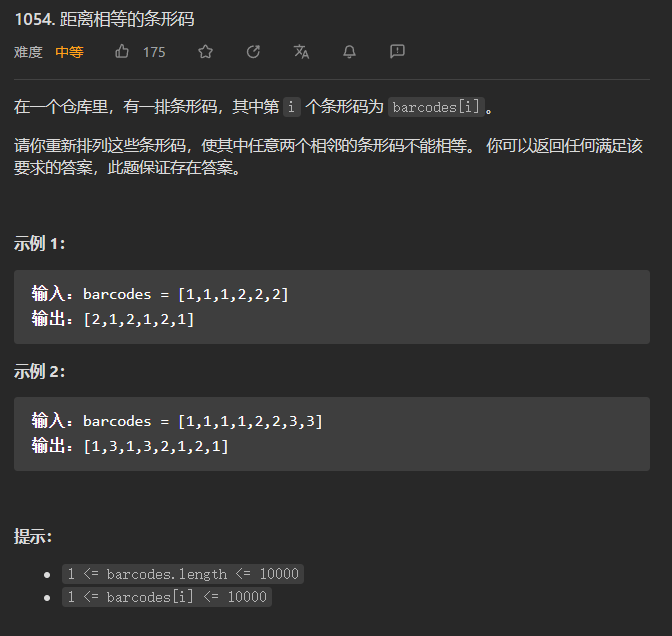 1054. 距离相等的条形码
难度 中等 175
在一个仓库里，有一排条形码，其中第 i 个条形码为 barcodes[i]。
请你重新排列这些条形码，使其中任意两个相邻的条形码不能相等。 你可以返回任何满足该
要求的答案，此题保证存在答案。
示例 1：
输入：barcodes = [1,1,1,2,2,2]
输出：[2,1,2,1,2,1]
示例 2：
输入：barcodes = [1,1,1,1,2,2,3,3]
输出：[1,3,1,3,2,1,2,1]
提示：
1 <= barcodes.length <= 10000
1 <= barcodes[i] <= 10000